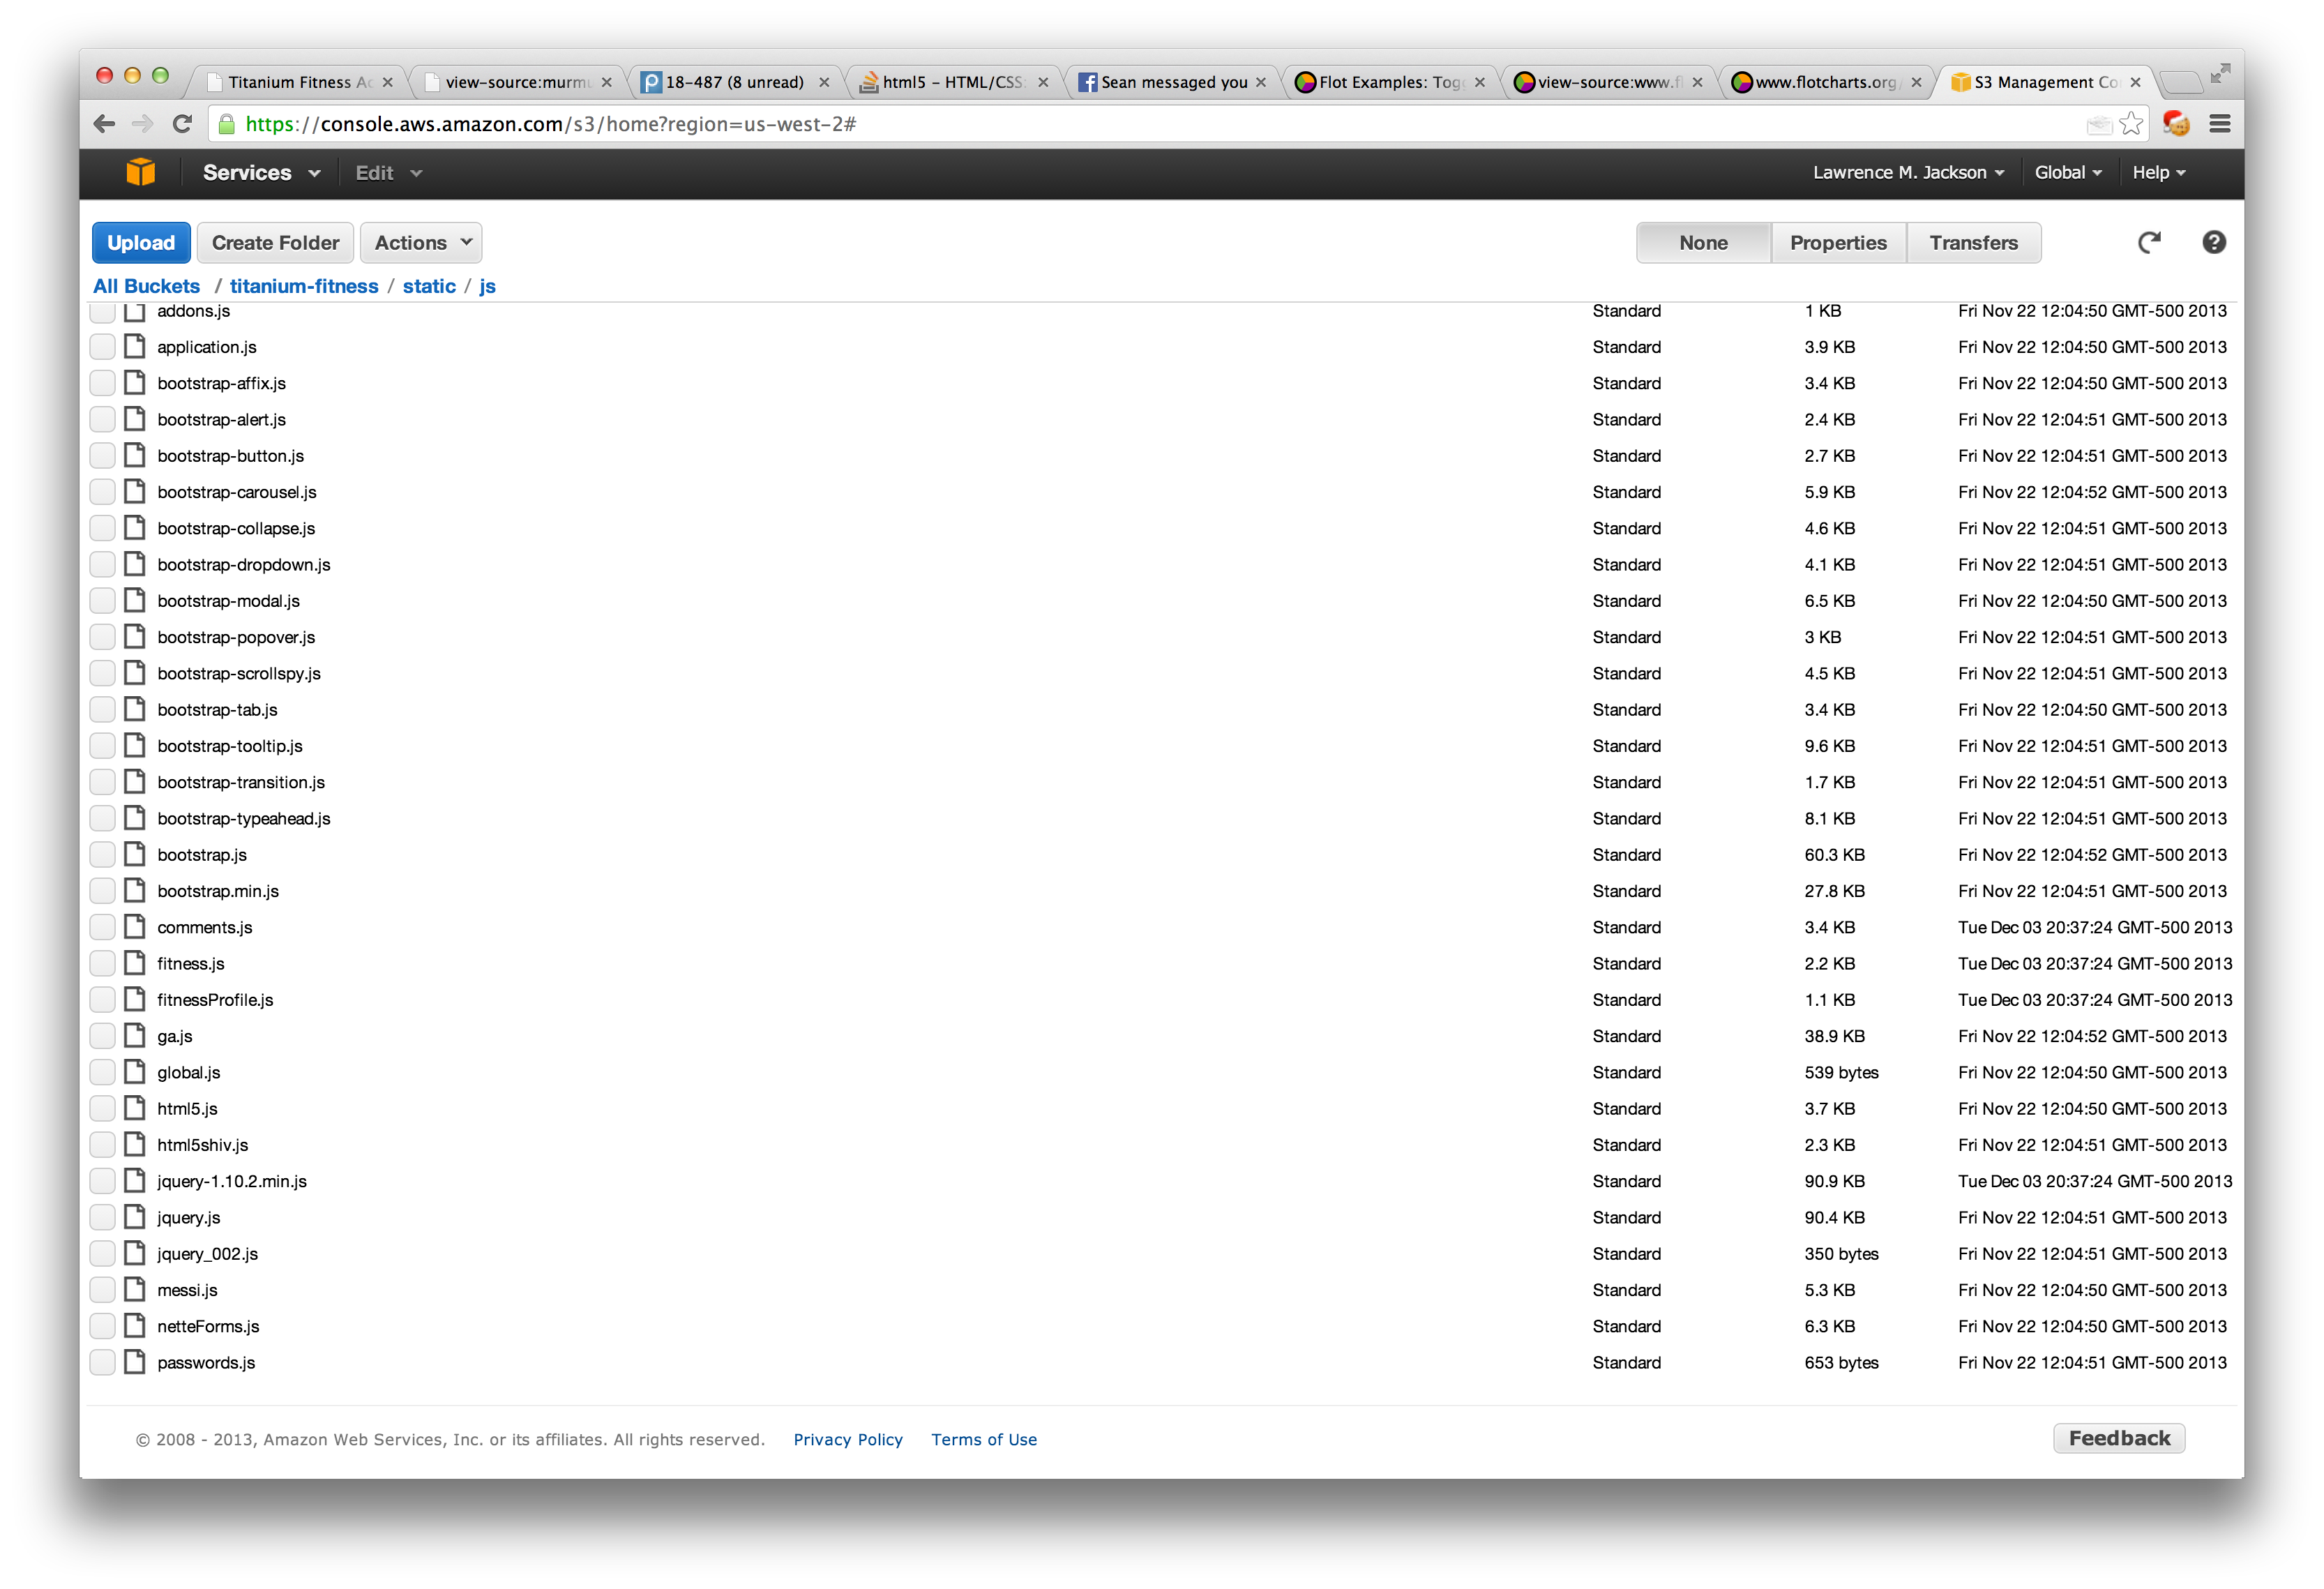 Titanium Fitness Ac
view-source:murmu
18-487 (8 unread)
html5 - HTML/CSS:
Sean messaged you
Flot Examples: Togg
view-source:www.fl
www.flotcharts.org/
S3 Management Co
https://console.aws.amazon.com/s3/home?region=us-west-2#
Services Edit Lawrence M. Jackson Global Help
Upload Create Folder Actions None Properties Transfers
All Buckets / titanium-fitness / static / js
addons.js Standard 1 KB Fri Nov 22 12:04:50 GMT-500 2013
application.js Standard 3.9 KB Fri Nov 22 12:04:50 GMT-500 2013
bootstrap-affix.js Standard 3.4 KB Fri Nov 22 12:04:50 GMT-500 2013
bootstrap-alert.js Standard 2.4 KB Fri Nov 22 12:04:51 GMT-500 2013
bootstrap-button.js Standard 2.7 KB Fri Nov 22 12:04:51 GMT-500 2013
bootstrap-carousel.js Standard 5.9 KB Fri Nov 22 12:04:52 GMT-500 2013
bootstrap-collapse.js Standard 4.6 KB Fri Nov 22 12:04:51 GMT-500 2013
bootstrap-dropdown.js Standard 4.1 KB Fri Nov 22 12:04:51 GMT-500 2013
bootstrap-modal.js Standard 6.5 KB Fri Nov 22 12:04:50 GMT-500 2013
bootstrap-popover.js Standard 3 KB Fri Nov 22 12:04:51 GMT-500 2013
bootstrap-scrollspy.js Standard 4.5 KB Fri Nov 22 12:04:51 GMT-500 2013
bootstrap-tab.js Standard 3.4 KB Fri Nov 22 12:04:50 GMT-500 2013
bootstrap-tooltip.js Standard 9.6 KB Fri Nov 22 12:04:51 GMT-500 2013
bootstrap-transition.js Standard 1.7 KB Fri Nov 22 12:04:51 GMT-500 2013
bootstrap-typeahead.js Standard 8.1 KB Fri Nov 22 12:04:51 GMT-500 2013
bootstrap.js Standard 60.3 KB Fri Nov 22 12:04:52 GMT-500 2013
bootstrap.min.js Standard 27.8 KB Fri Nov 22 12:04:51 GMT-500 2013
comments.js Standard 3.4 KB Tue Dec 03 20:37:24 GMT-500 2013
fitness.js Standard 2.2 KB Tue Dec 03 20:37:24 GMT-500 2013
fitnessProfile.js Standard 1.1 KB Tue Dec 03 20:37:24 GMT-500 2013
ga.js Standard 38.9 KB Fri Nov 22 12:04:52 GMT-500 2013
global.js Standard 539 bytes Fri Nov 22 12:04:50 GMT-500 2013
html5.js Standard 3.7 KB Fri Nov 22 12:04:50 GMT-500 2013
html5shiv.js Standard 2.3 KB Fri Nov 22 12:04:51 GMT-500 2013
jquery-1.10.2.min.js Standard 90.9 KB Tue Dec 03 20:37:24 GMT-500 2013
jquery.js Standard 90.4 KB Fri Nov 22 12:04:51 GMT-500 2013
jquery_002.js Standard 350 bytes Fri Nov 22 12:04:51 GMT-500 2013
messi.js Standard 5.3 KB Fri Nov 22 12:04:50 GMT-500 2013
netteForms.js Standard 6.3 KB Fri Nov 22 12:04:50 GMT-500 2013
passwords.js Standard 653 bytes Fri Nov 22 12:04:51 GMT-500 2013
© 2008 - 2013, Amazon Web Services, Inc. or its affiliates. All rights reserved. Privacy Policy Terms of Use Feedback